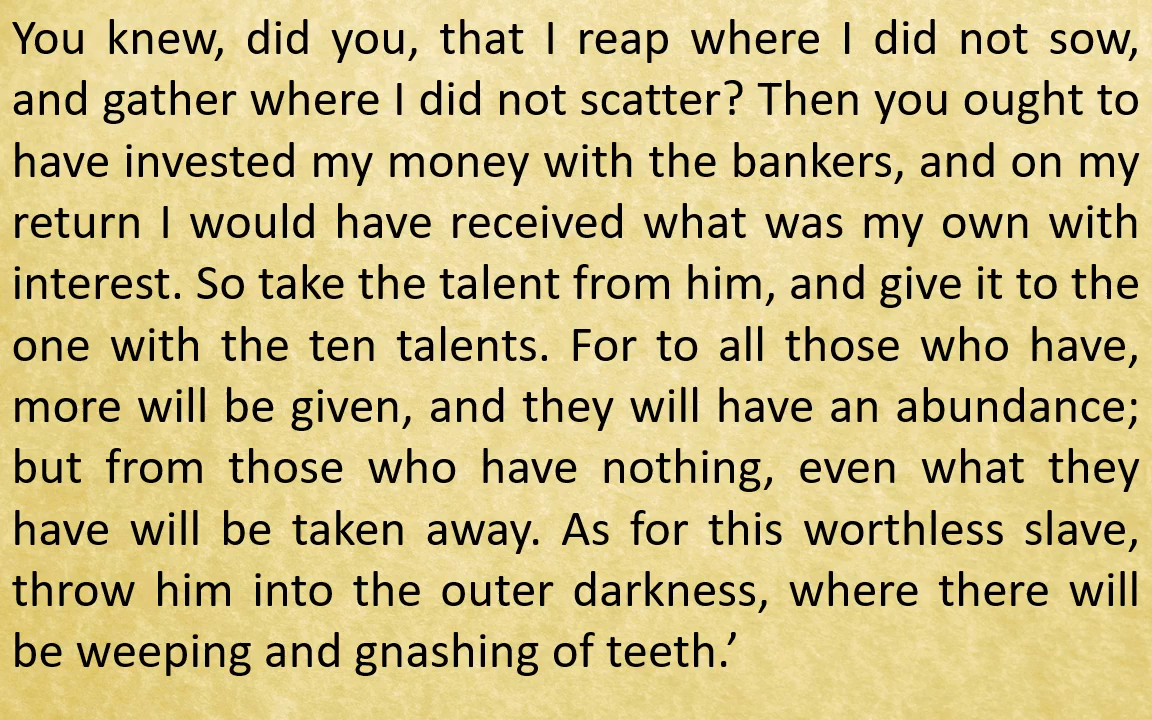 You knew, did you, that I reap where I did not sow,
and gather where I did not scatter? Then you ought to
have invested my money with the bankers, and on my
return I would have received what was my own with
interest. So take the talent from him, and give it to the
one with the ten talents. For to all those who have,
more will be given, and they will have an abundance;
but from those who have nothing, even what they
have will be taken away. As for this worthless slave,
throw him into the outer darkness, where there will
be weeping and gnashing of teeth.’